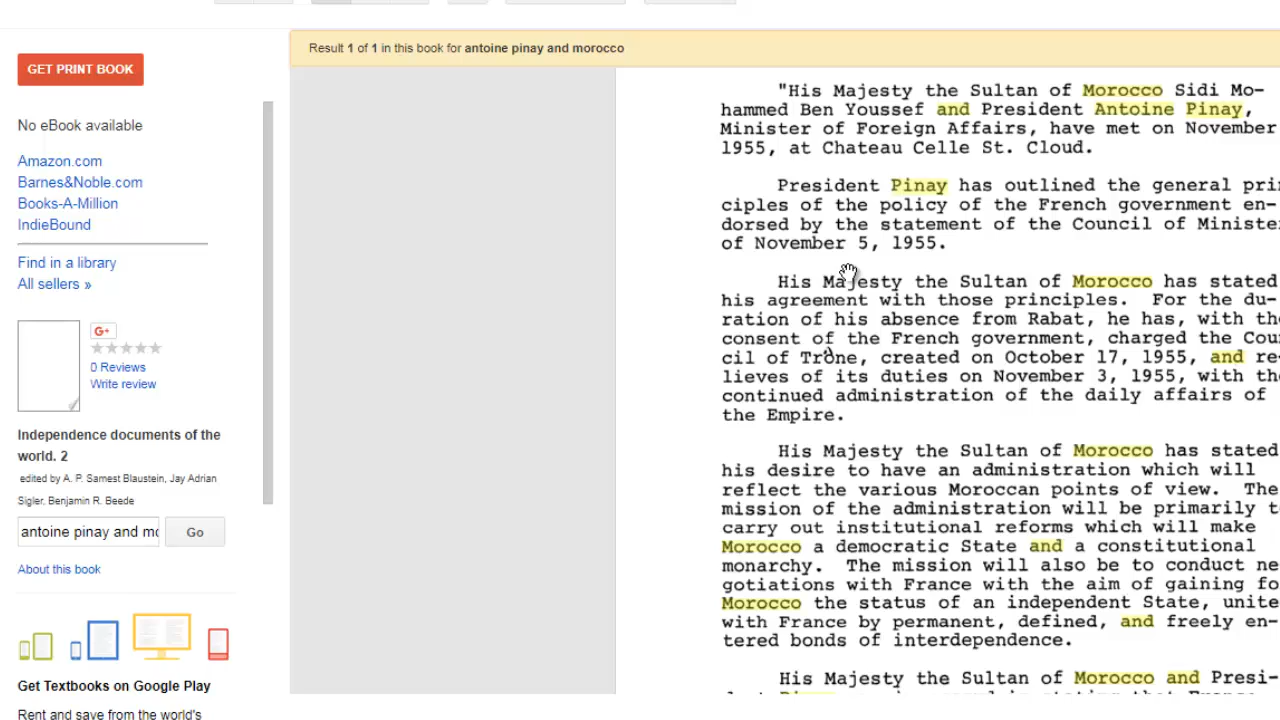 Result 1 of 1 in this book for antoine pinay and morocco
GET PRINT BOOK
No eBook available
Amazon.com
Barnes&Noble.com
Books-A-Million
IndieBound
Find in a library
All sellers »
G+
0 Reviews
Write review
Independence documents of the
world. 2
edited by A. P. Samest Blaustein, Jay Adrian
Sigler, Benjamin R. Beede
antoine pinay and mo
Go
About this book
Get Textbooks on Google Play
Rent and save from the world's
"His Majesty the Sultan of Morocco Sidi Mo-
hammed Ben Youssef and President Antoine Pinay,
Minister of Foreign Affairs, have met on November
1955, at Chateau Celle St. Cloud.
President Pinay has outlined the general prin
ciples of the policy of the French government en-
dorsed by the statement of the Council of Minister
of November 5, 1955.
His Majesty the Sultan of Morocco has stated
his agreement with those principles. For the du-
ration of his absence from Rabat, he has, with the
consent of the French government, charged the Coun
cil of Trône, created on October 17, 1955, and re-
lieves of its duties on November 3, 1955, with the
continued administration of the daily affairs of
the Empire.
His Majesty the Sultan of Morocco has stated
his desire to have an administration which will
reflect the various Moroccan points of view. The
mission of the administration will be primarily to
carry out institutional reforms which will make
Morocco a democratic State and a constitutional
monarchy. The mission will also be to conduct ne
gotiations with France with the aim of gaining fo
Morocco the status of an independent State, unite
with France by permanent, defined, and freely en-
tered bonds of interdependence.
His Majesty the Sultan of Morocco and Presi-